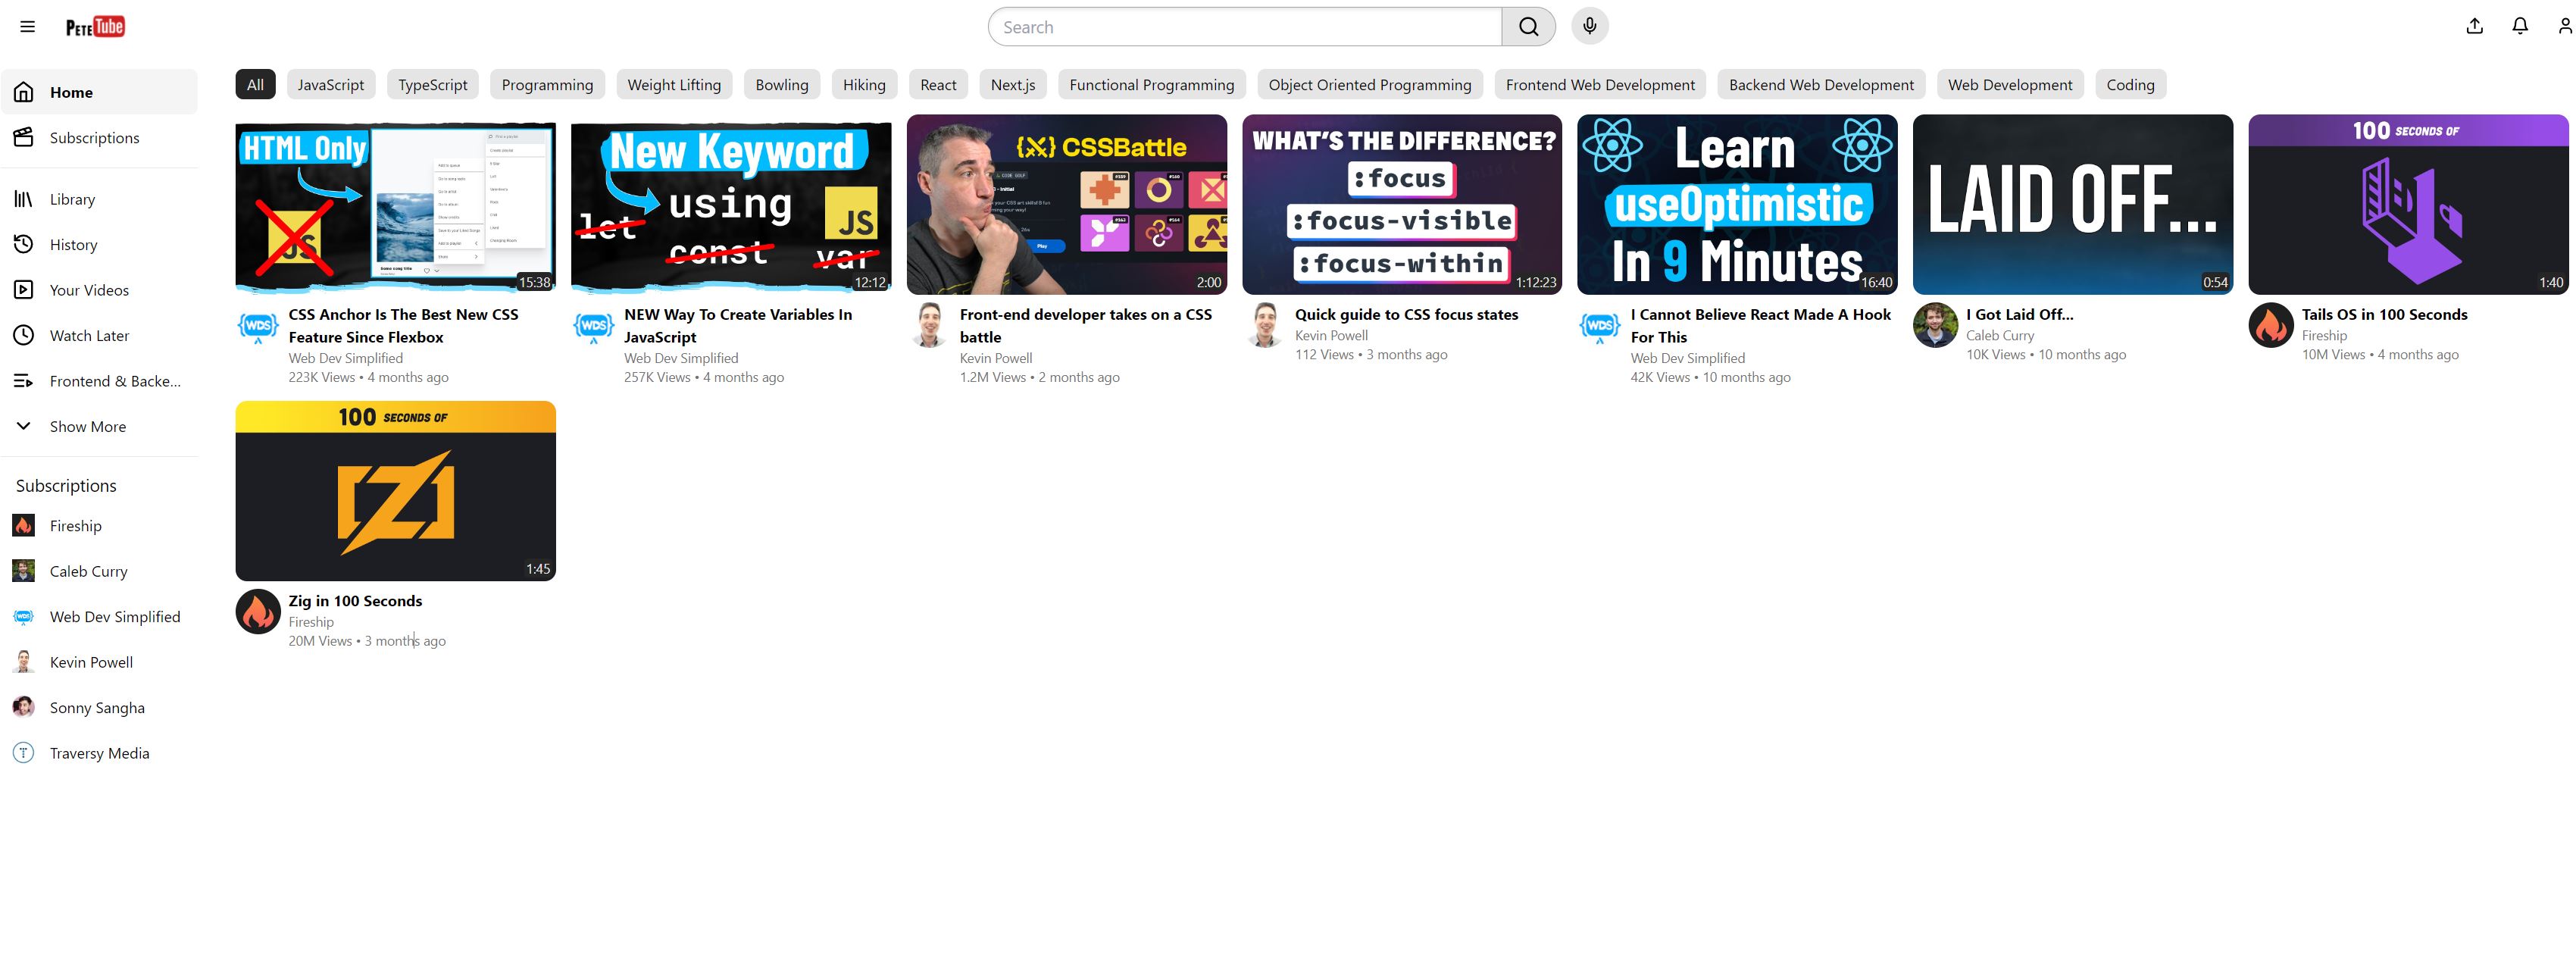 PETETube
Search
Home
Subscriptions
Library
History
Your Videos
Watch Later
Frontend & Backe...
Show More
Subscriptions
Fireship
Caleb Curry
Web Dev Simplified
Kevin Powell
Sonny Sangha
Traversy Media
All JavaScript TypeScript Programming Weight Lifting Bowling Hiking React Next.js Functional Programming Object Oriented Programming Frontend Web Development Backend Web Development Web Development Coding
HTML Only
JS
15:38
WDS
CSS Anchor Is The Best New CSS
Feature Since Flexbox
Web Dev Simplified
223K Views • 4 months ago
New Keyword
let using JS
const var
12:12
WDS
NEW Way To Create Variables In
JavaScript
Web Dev Simplified
257K Views • 4 months ago
{X} CSSBattle
Play
2:00
Front-end developer takes on a CSS
battle
Kevin Powell
1.2M Views • 2 months ago
WHAT'S THE DIFFERENCE?
:focus
:focus-visible
:focus-within
1:12:23
Quick guide to CSS focus states
Kevin Powell
112 Views • 3 months ago
Learn
useOptimistic
In 9 Minutes
16:40
WDS
I Cannot Believe React Made A Hook
For This
Web Dev Simplified
42K Views • 10 months ago
LAID OFF...
0:54
I Got Laid Off...
Caleb Curry
10K Views • 10 months ago
100 SECONDS OF
1:40
Tails OS in 100 Seconds
Fireship
10M Views • 4 months ago
100 SECONDS OF
1:45
Zig in 100 Seconds
Fireship
20M Views • 3 months ago